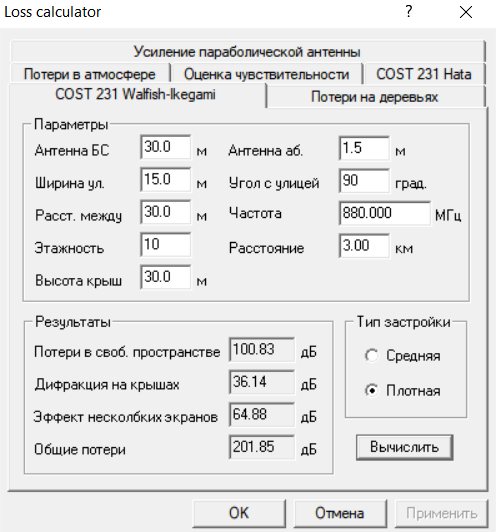 Loss calculator
Усиление параболической антенны
Потери в атмосфере Оценка чувствительности COST 231 Hata
COST 231 Walfish-Ikegami Потери на деревьях
Параметры
Антенна БС 30.0 м Антенна аб. 1.5 м
Ширина ул. 15.0 м Угол с улицей 90 град.
Расст. между 30.0 м Частота 880.000 МГц
Этажность 10 Расстояние 3.00 км
Высота крыш 30.0 м
Результаты Тип застройки
Потери в своб. пространстве 100.83 дБ Средняя
Дифракция на крышах 36.14 дБ Плотная
Эффект несколбких экранов 64.88 дБ
Общие потери 201.85 дБ Вычислить
OK Отмена Применить